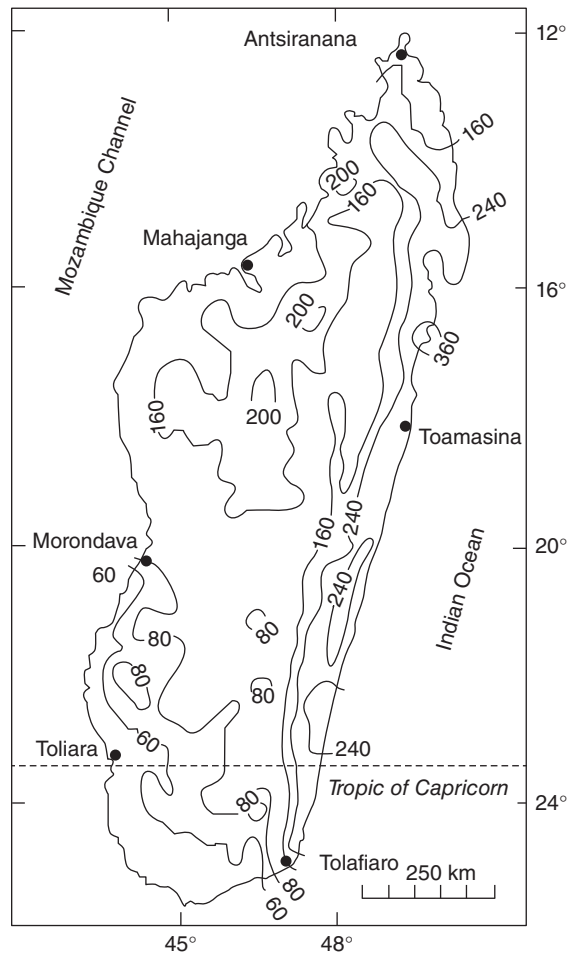 12°
Antsiranana
160
Mozambique Channel
200
160
240
Mahajanga
16°
200
360
160
200
Toamasina
240
160
Morondava
20°
60
Indian Ocean
240
80
80
80
80
60
Toliara
240
Tropic of Capricorn
80
24°
Tolafiaro
250 km
80
60
45°
48°